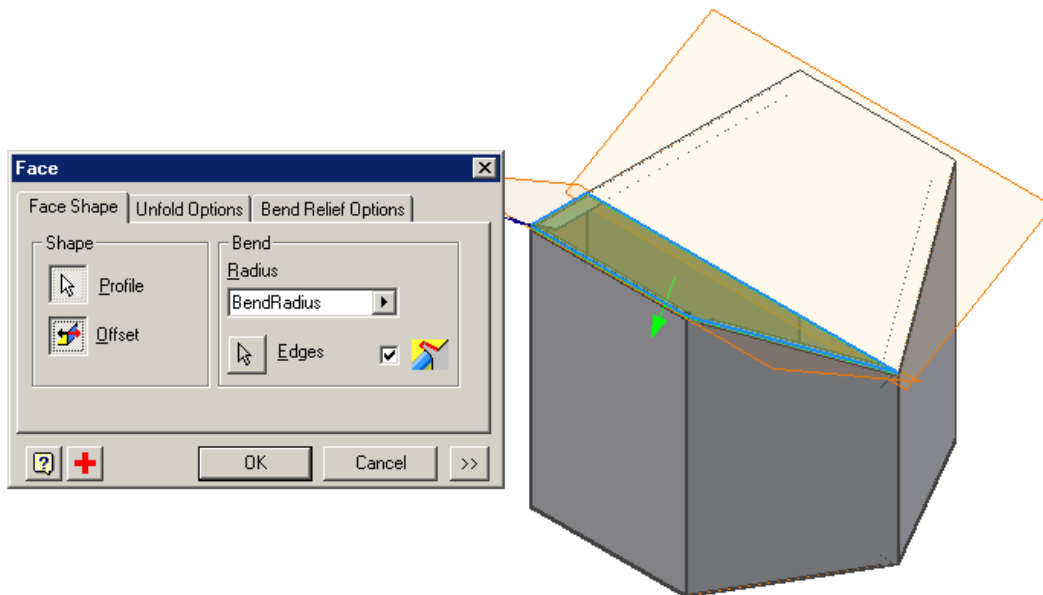 Face
Face Shape Unfold Options Bend Relief Options
Shape Bend
Radius
Profile
BendRadius
Offset
Edges
OK Cancel >>